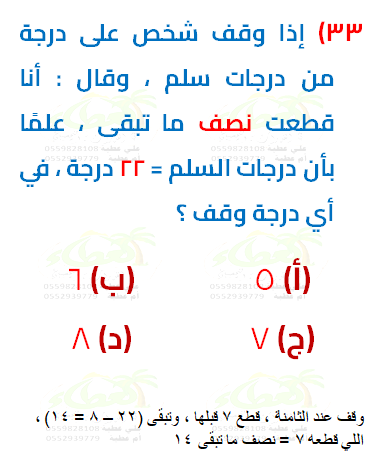 ٣٣) إذا وقف شخص على درجة
من درجات سلم ، وقال : أنا
قطعت نصف ما تبقى ، علمًا
بأن درجات السلم = ٢٢ درجة ، في
أي درجة وقف ؟
(أ) ٥ (ب) ٦
(ج) ٧ (د) ٨
وقف عند الثامنة ، قطع ٧ قبلها ، وتبقى (٢٢ – ٨ = ١٤) ،
اللي قطعه ٧ = نصف ما تبقى ١٤